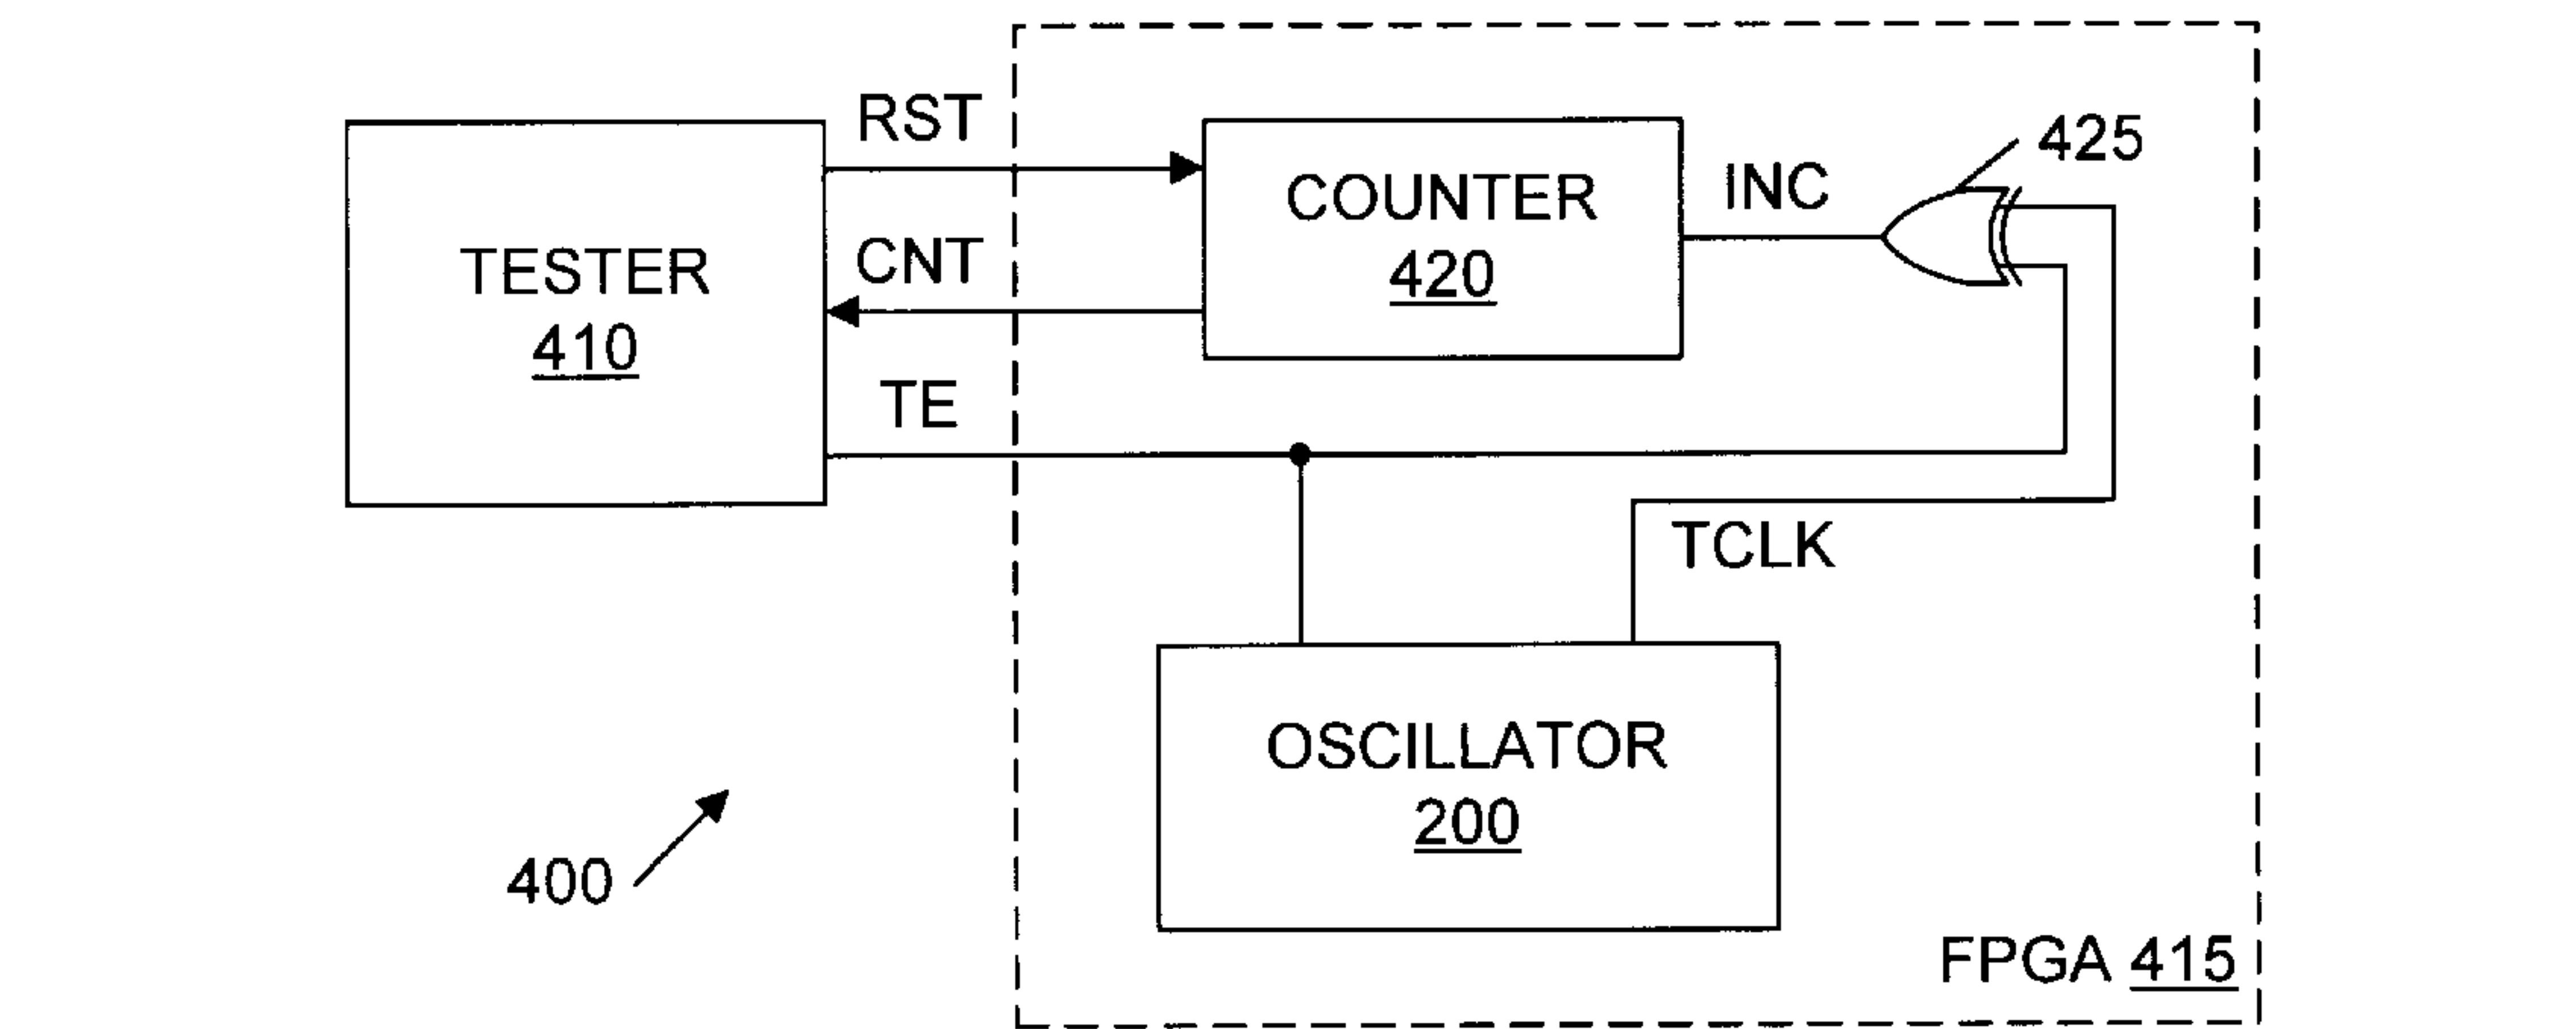 RST
425
COUNTER
420
INC
TESTER
410
CNT
TE
TCLK
OSCILLATOR
200
400
FPGA 415